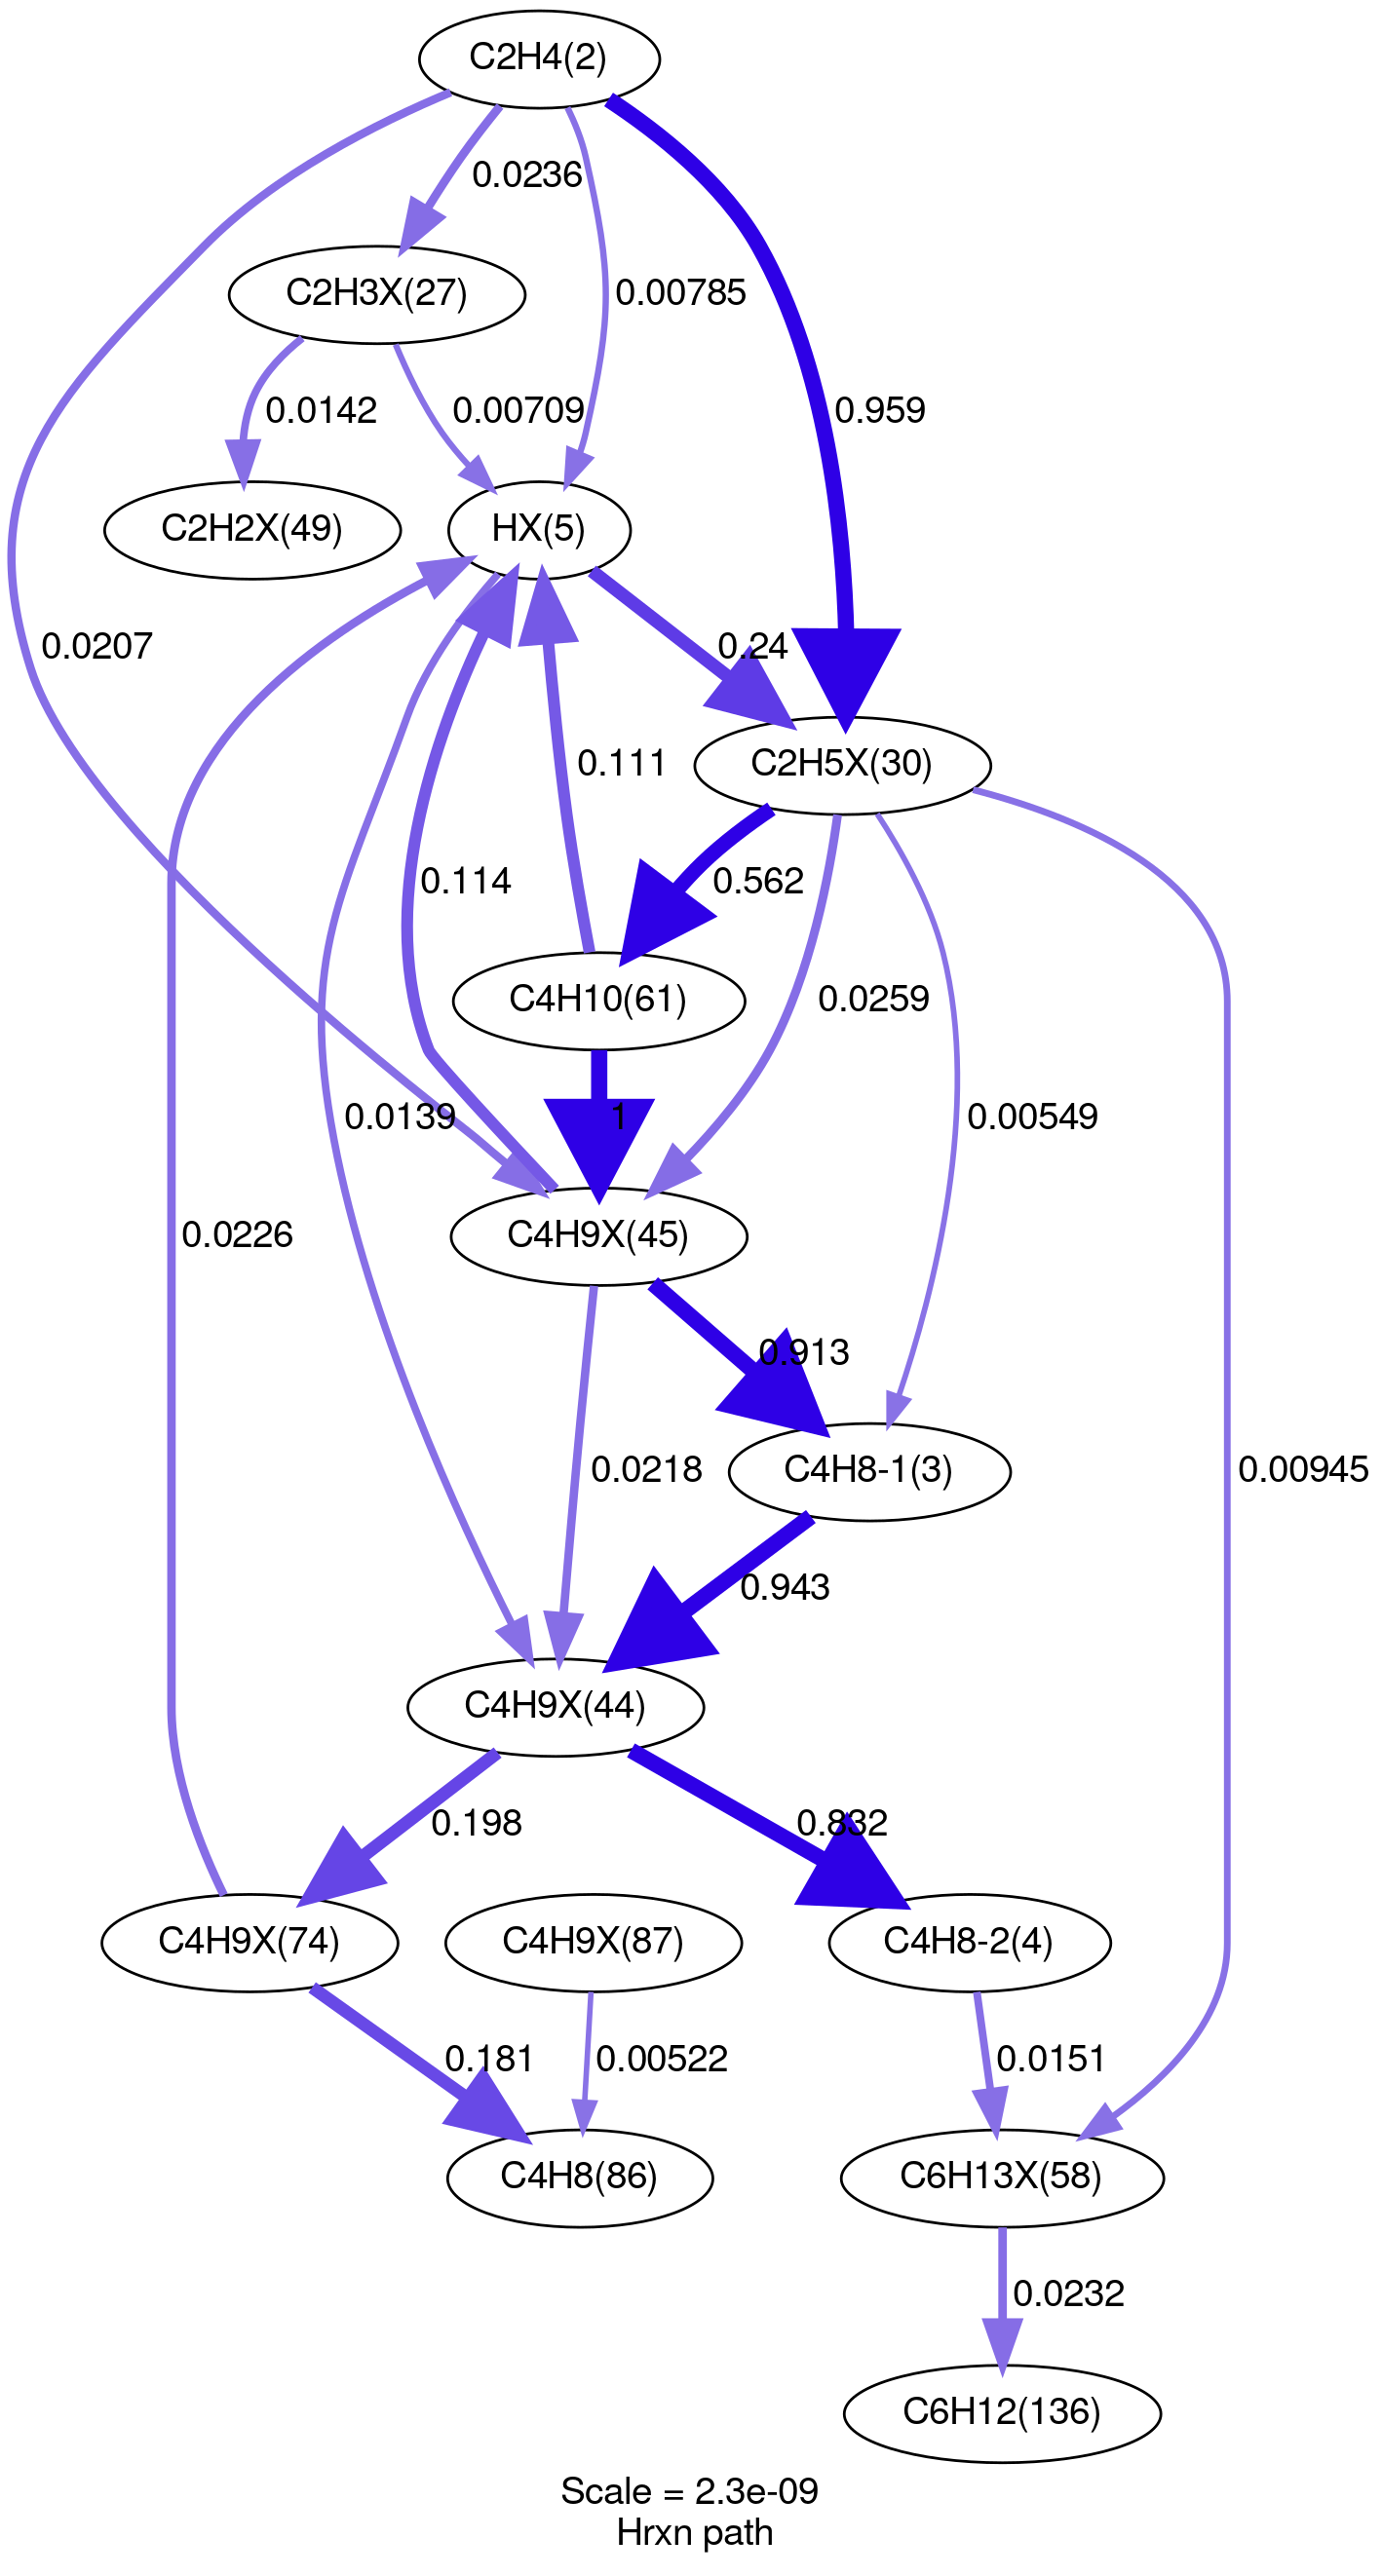 C2H4(2)
0.0236
C2H3X(27)
0.00785
0.0142
0.00709
0.959
C2H2X(49)
HX(5)
0.0207
0.24
0.111
C2H5X(30)
0.114
0.562
C4H10(61)
0.0259
0.0139
1
0.00549
0.0226
C4H9X(45)
0.913
0.0218
C4H8-1(3)
0.00945
0.943
C4H9X(44)
0.198
0.832
C4H9X(74)
C4H9X(87)
C4H8-2(4)
0.181
0.00522
0.0151
C4H8(86)
C6H13X(58)
0.0232
C6H12(136)
Scale = 2.3e-09
Hrxn path